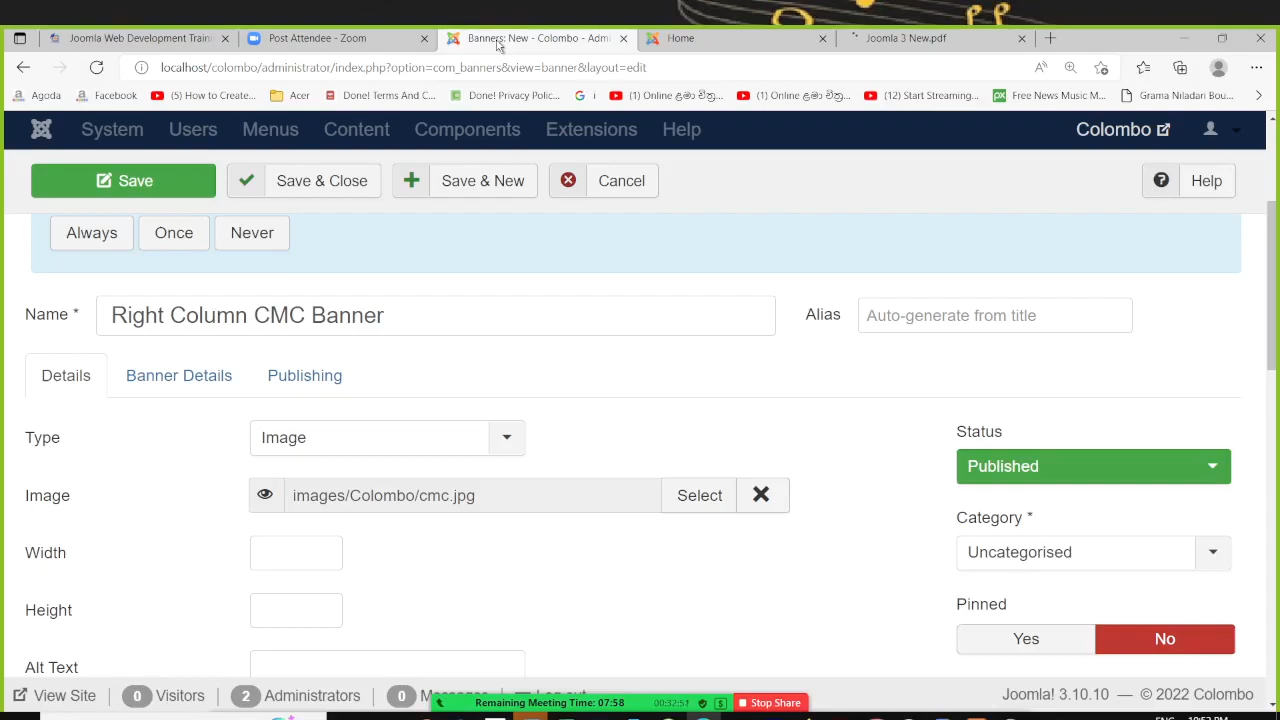 Joomla Web Development Traini
Post Attendee - Zoom
Banners: New - Colombo - Admi
Home
Joomla 3 New.pdf
localhost/colombo/administrator/index.php?option=com_banners&view=banner&layout=edit
Agoda
Facebook
(5) How to Create...
Acer
Done! Terms And C...
Done! Privacy Polic...
i
(1) Online ළමා චිත්‍ර...
(1) Online ළමා චිත්‍ර...
(12) Start Streaming...
Free News Music M...
Grama Niladari Bou...
System
Users
Menus
Content
Components
Extensions
Help
Colombo
Save
Save & Close
Save & New
Cancel
Help
Always
Once
Never
Name *
Right Column CMC Banner
Alias
Auto-generate from title
Details
Banner Details
Publishing
Type
Image
Status
Published
Image
images/Colombo/cmc.jpg
Select
Category *
Uncategorised
Width
Height
Pinned
Yes
No
Alt Text
View Site
0 Visitors
2 Administrators
0
Joomla! 3.10.10 — © 2022 Colombo
Remaining Meeting Time: 07:58
00:32:51
Stop Share